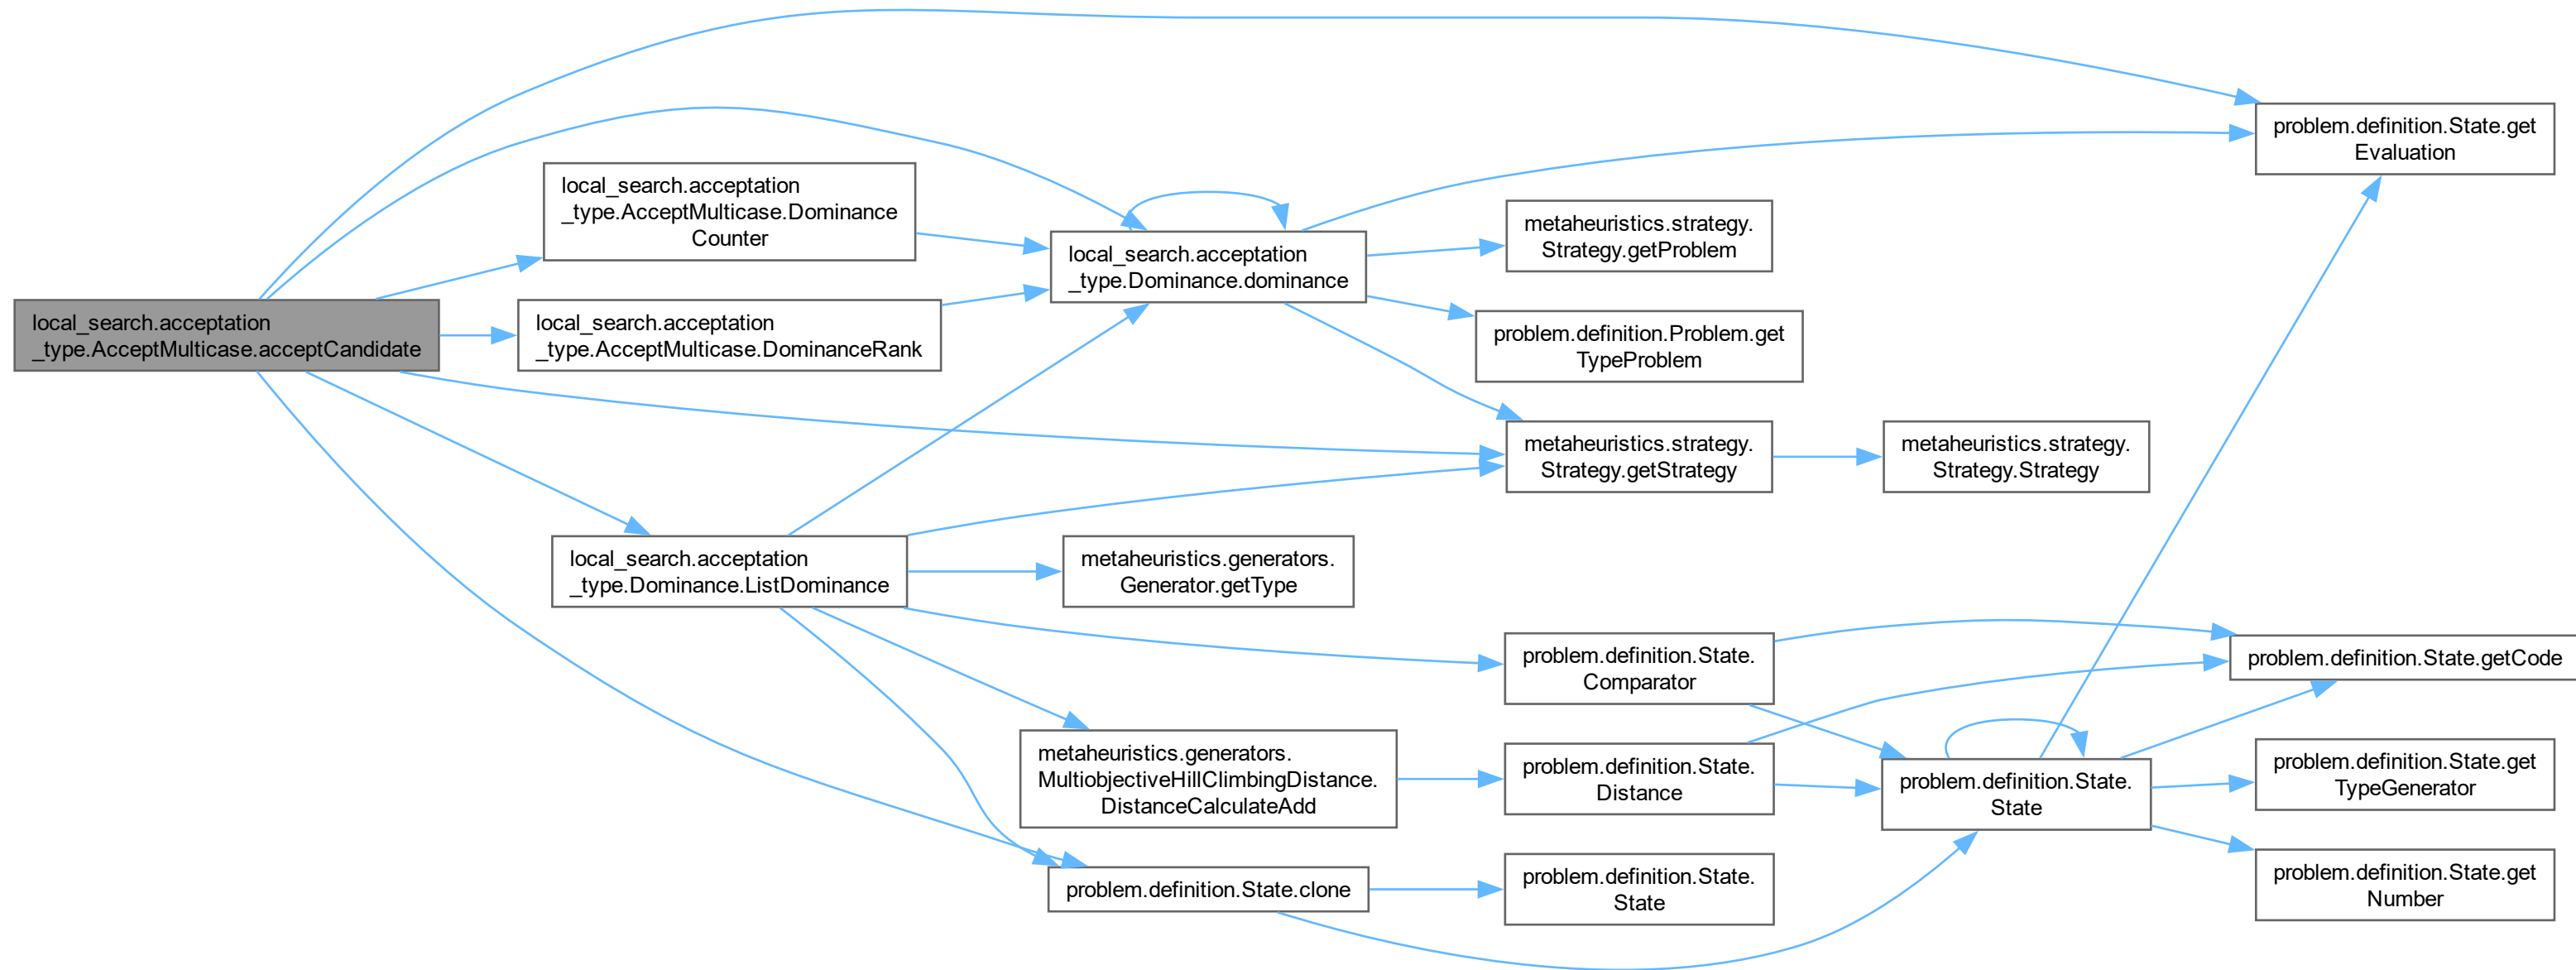 local_search.acceptation
_type.AcceptMulticase.acceptCandidate
local_search.acceptation
_type.AcceptMulticase.Dominance
Counter
local_search.acceptation
_type.AcceptMulticase.DominanceRank
local_search.acceptation
_type.Dominance.ListDominance
local_search.acceptation
_type.Dominance.dominance
metaheuristics.generators.
Generator.getType
metaheuristics.generators.
MultiobjectiveHillClimbingDistance.
DistanceCalculateAdd
problem.definition.State.clone
metaheuristics.strategy.
Strategy.getProblem
problem.definition.Problem.get
TypeProblem
metaheuristics.strategy.
Strategy.getStrategy
problem.definition.State.
Comparator
problem.definition.State.
Distance
problem.definition.State.
State
metaheuristics.strategy.
Strategy.Strategy
problem.definition.State.
State
problem.definition.State.get
Evaluation
problem.definition.State.getCode
problem.definition.State.get
TypeGenerator
problem.definition.State.get
Number